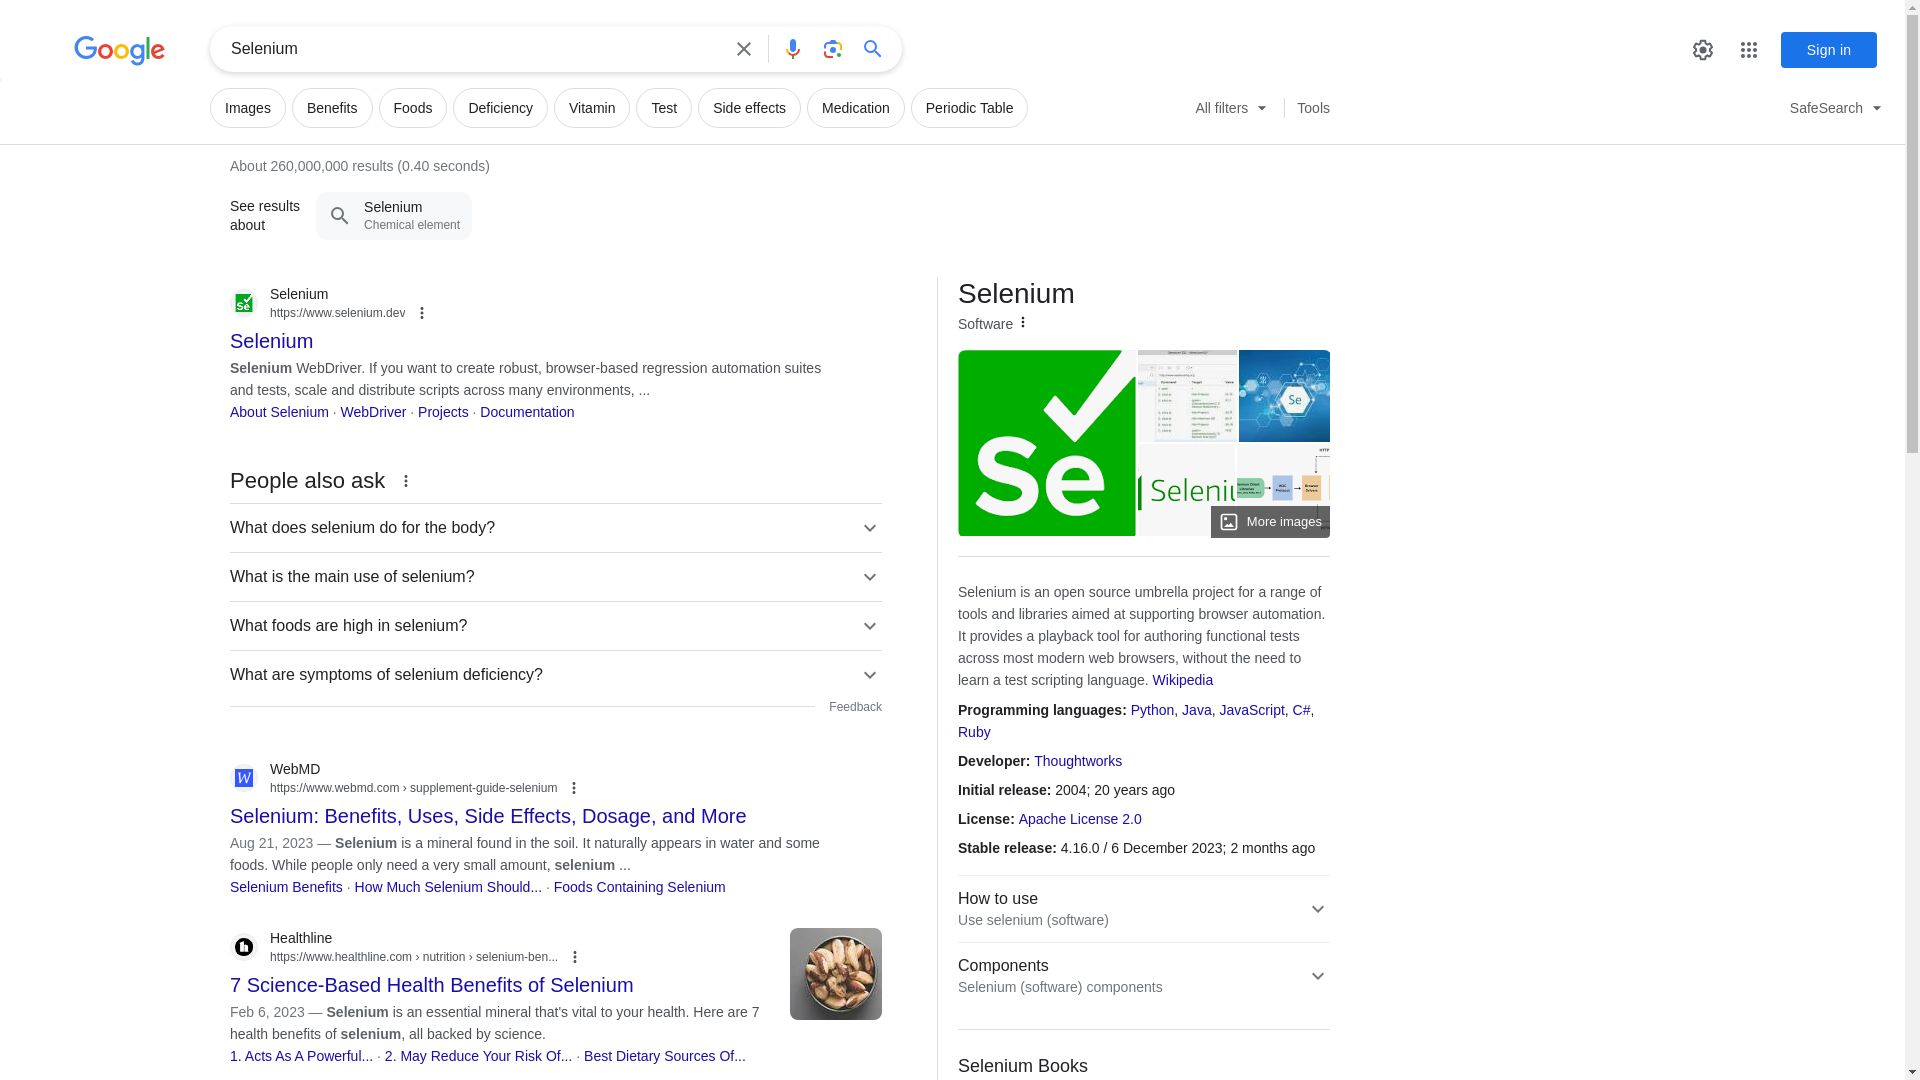 Google
Selenium
Sign in
Images
Benefits
Foods
Deficiency
Vitamin
Test
Side effects
Medication
Periodic Table
All filters
Tools
SafeSearch
About 260,000,000 results (0.40 seconds)
See results
about
Selenium
Chemical element
Se
Selenium
https://www.selenium.dev
Selenium
Selenium WebDriver. If you want to create robust, browser-based regression automation suites
and tests, scale and distribute scripts across many environments, ...
About Selenium · WebDriver · Projects · Documentation
People also ask
What does selenium do for the body?
What is the main use of selenium?
What foods are high in selenium?
What are symptoms of selenium deficiency?
Feedback
W
WebMD
https://www.webmd.com › supplement-guide-selenium
Selenium: Benefits, Uses, Side Effects, Dosage, and More
Aug 21, 2023 — Selenium is a mineral found in the soil. It naturally appears in water and some
foods. While people only need a very small amount, selenium ...
Selenium Benefits · How Much Selenium Should... · Foods Containing Selenium
Healthline
https://www.healthline.com › nutrition › selenium-ben...
7 Science-Based Health Benefits of Selenium
Feb 6, 2023 — Selenium is an essential mineral that's vital to your health. Here are 7
health benefits of selenium, all backed by science.
1. Acts As A Powerful... · 2. May Reduce Your Risk Of... · Best Dietary Sources Of...
Selenium
Software
Se
Se
More images
Selenium is an open source umbrella project for a range of
tools and libraries aimed at supporting browser automation.
It provides a playback tool for authoring functional tests
across most modern web browsers, without the need to
learn a test scripting language. Wikipedia
Programming languages: Python, Java, JavaScript, C#,
Ruby
Developer: Thoughtworks
Initial release: 2004; 20 years ago
License: Apache License 2.0
Stable release: 4.16.0 / 6 December 2023; 2 months ago
How to use
Use selenium (software)
Components
Selenium (software) components
Selenium Books